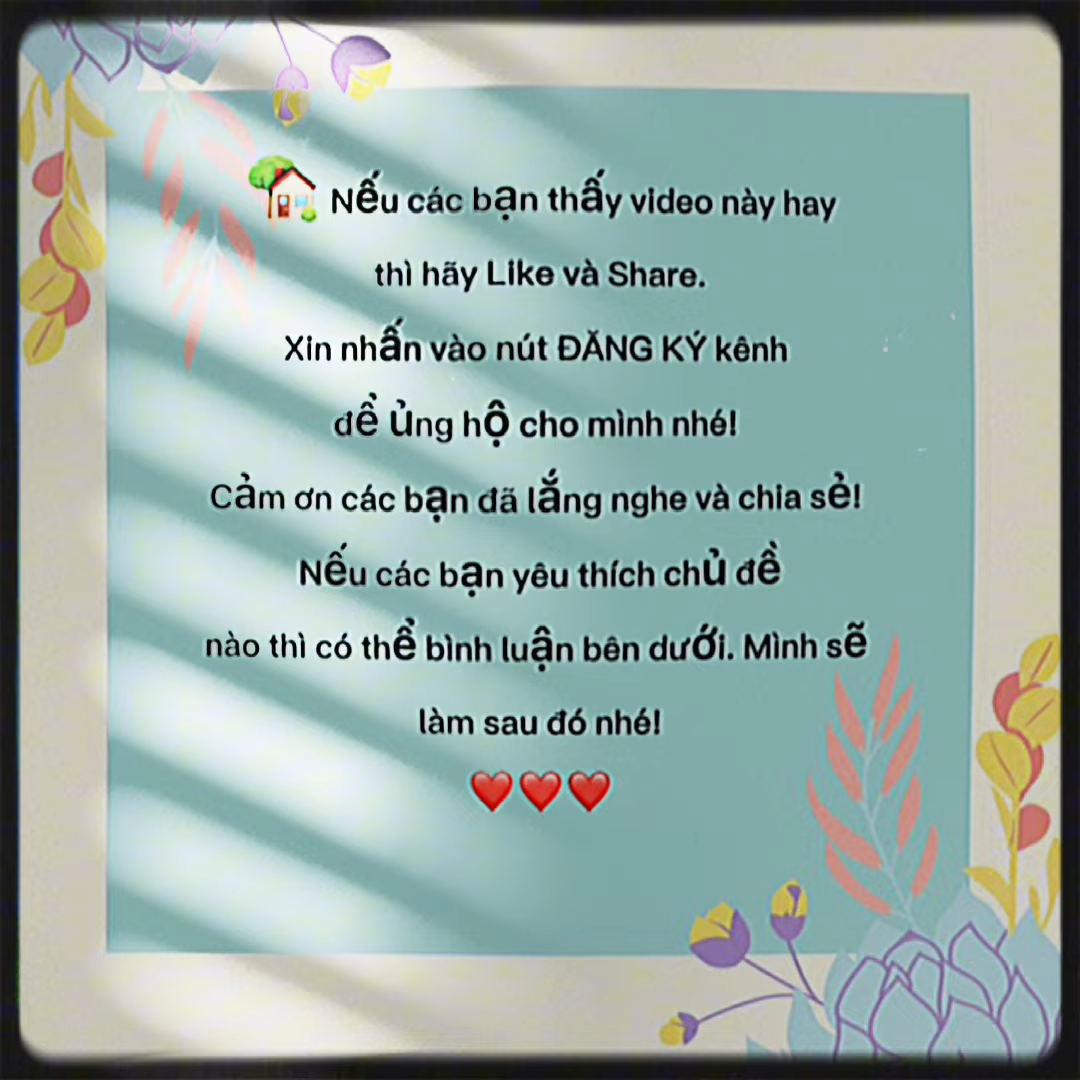 🏡 Nếu các bạn thấy video này hay
thì hãy Like và Share.
Xin nhấn vào nút ĐĂNG KÝ kênh
để ủng hộ cho mình nhé!
Cảm ơn các bạn đã lắng nghe và chia sẻ!
Nếu các bạn yêu thích chủ đề
nào thì có thể bình luận bên dưới. Mình sẽ
làm sau đó nhé!
❤️❤️❤️